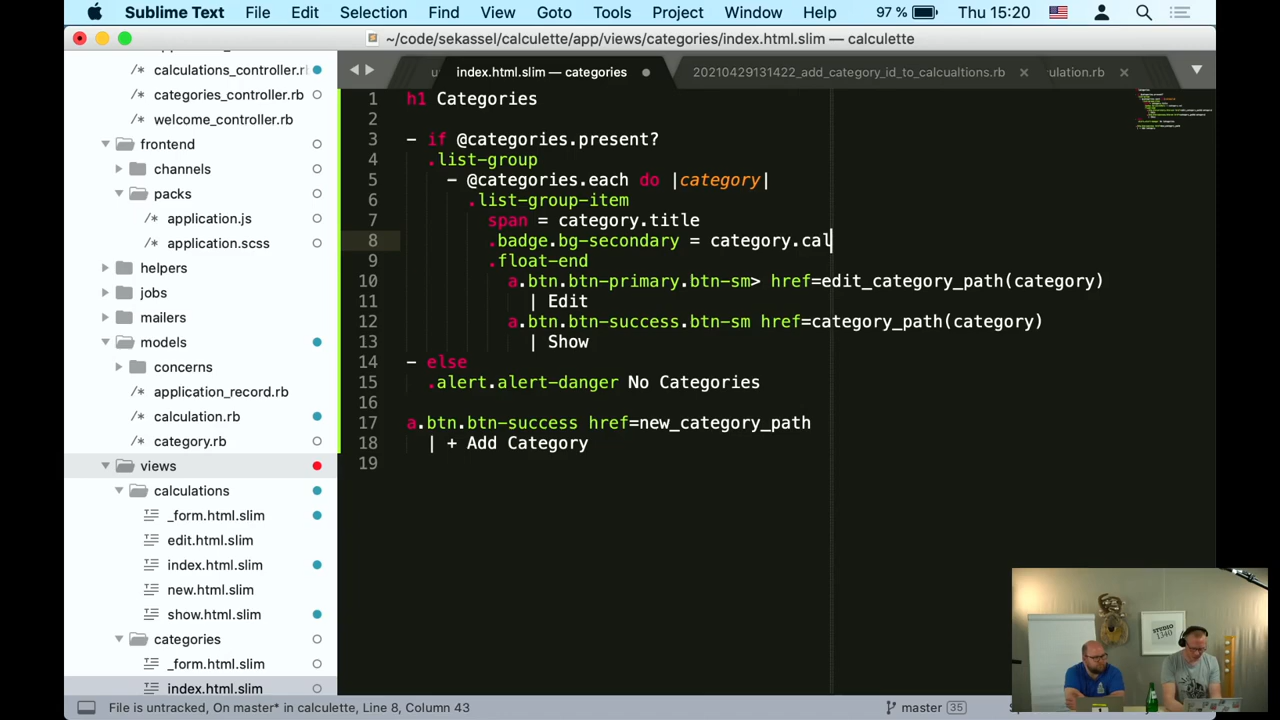 Sublime Text File Edit Selection Find View Goto Tools Project Window Help 97 % Thu 15:20
~/code/sekassel/calculette/app/views/categories/index.html.slim — calculette
index.html.slim — categories 20210429131422_add_category_id_to_calcualtions.rb ulation.rb
calculations_controller.r
categories_controller.rb
welcome_controller.rb
frontend
channels
packs
/* application.js
/* application.scss
helpers
jobs
mailers
models
concerns
/* application_record.rb
/* calculation.rb
/* category.rb
views
calculations
_form.html.slim
edit.html.slim
index.html.slim
new.html.slim
show.html.slim
categories
_form.html.slim
index.html.slim
1 h1 Categories
2
3 - if @categories.present?
4 .list-group
5 - @categories.each do |category|
6 .list-group-item
7 span = category.title
8 .badge.bg-secondary = category.cal
9 .float-end
10 a.btn.btn-primary.btn-sm> href=edit_category_path(category)
11 | Edit
12 a.btn.btn-success.btn-sm href=category_path(category)
13 | Show
14 - else
15 .alert.alert-danger No Categories
16
17 a.btn.btn-success href=new_category_path
18 | + Add Category
19
STUDIO
1340
File is untracked, On master* in calculette, Line 8, Column 43 master 35